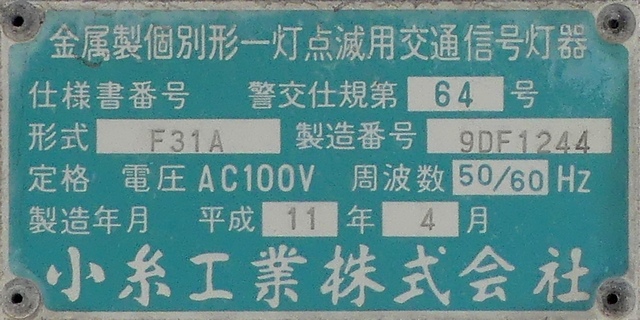 金属製個別形一灯点滅用交通信号灯器
仕様書番号 警交仕規第 64 号
形式 F31A 製造番号 9DF1244
定格 電圧 AC100V 周波数 50/60 Hz
製造年月 平成 11 年 4 月
小糸工業株式会社